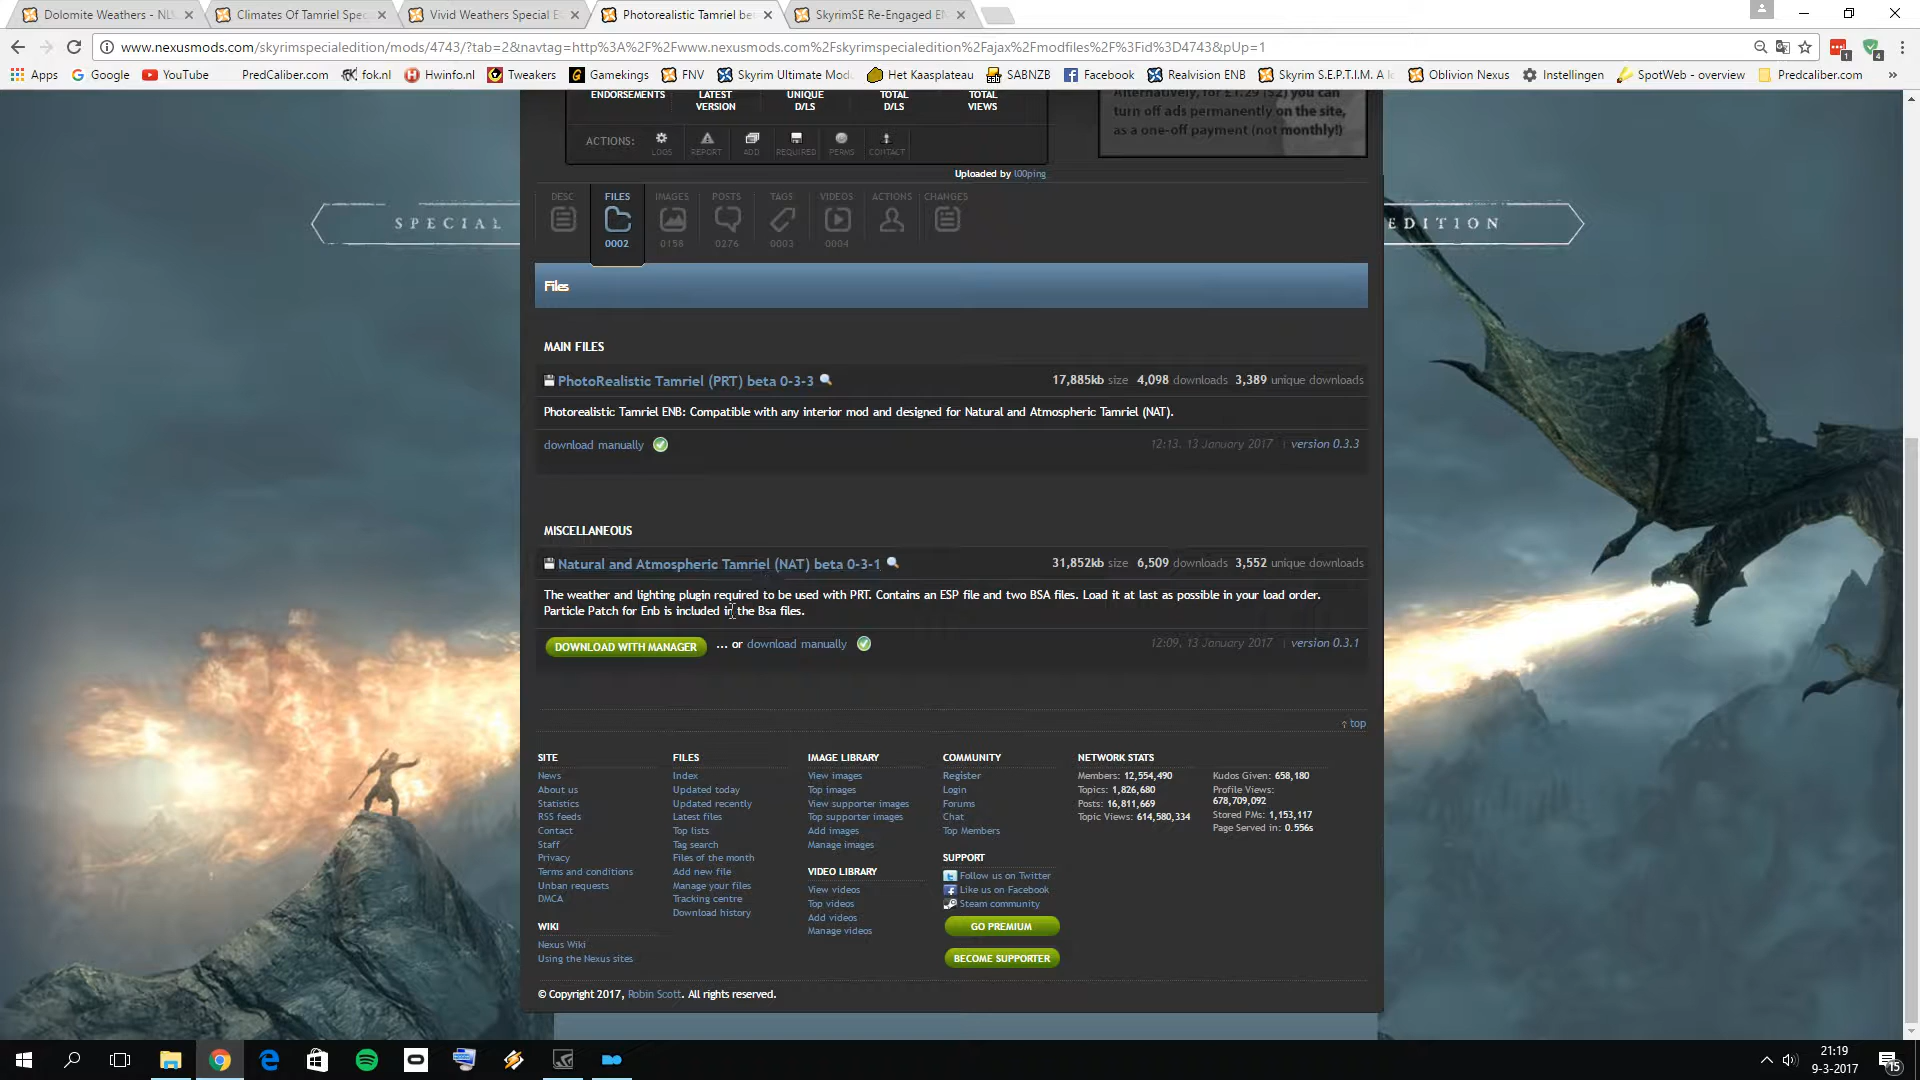 Dolomite Weathers - NL
Climates Of Tamriel Spec
Vivid Weathers Special E
Photorealistic Tamriel be
SkyrimSE Re-Engaged E
www.nexusmods.com/skyrimspecialedition/mods/4743/?tab=2&navtag=http%3A%2F%2Fwww.nexusmods.com%2Fskyrimspecialedition%2Fajax%2Fmodfiles%2F%3Fid%3D4743&pUp=1
Apps Google YouTube PredCaliber.com fok.nl Hwinfo.nl Tweakers Gamekings FNV Skyrim Ultimate Mod Het Kaasplateau SABNZB Facebook Realvision ENB Skyrim S.E.P.T.I.M. A l Oblivion Nexus Instellingen SpotWeb - overview Predcaliber.com »
ENDORSEMENTS LATEST VERSION UNIQUE D/LS TOTAL D/LS TOTAL VIEWS
Alternatively, for £1.29 ($2) you can
turn off ads permanently on the site,
as a one-off payment (not monthly!)
ACTIONS: LOGS REPORT ADD REQUIRED PERMS CONTACT
Uploaded by l00ping
DESC FILES IMAGES POSTS TAGS VIDEOS ACTIONS CHANGES
0002 0158 0276 0003 0004
SPECIAL EDITION
Files
MAIN FILES
PhotoRealistic Tamriel (PRT) beta 0-3-3 17,885kb size 4,098 downloads 3,389 unique downloads
Photorealistic Tamriel ENB: Compatible with any interior mod and designed for Natural and Atmospheric Tamriel (NAT).
download manually 12:13, 13 January 2017 | version 0.3.3
MISCELLANEOUS
Natural and Atmospheric Tamriel (NAT) beta 0-3-1 31,852kb size 6,509 downloads 3,552 unique downloads
The weather and lighting plugin required to be used with PRT. Contains an ESP file and two BSA files. Load it at last as possible in your load order.
Particle Patch for Enb is included in the Bsa files.
DOWNLOAD WITH MANAGER ... or download manually 12:09, 13 January 2017 | version 0.3.1
↑ top
SITE
News
About us
Statistics
RSS feeds
Contact
Staff
Privacy
Terms and conditions
Unban requests
DMCA
WIKI
Nexus Wiki
Using the Nexus sites
FILES
Index
Updated today
Updated recently
Latest files
Top lists
Tag search
Files of the month
Add new file
Manage your files
Tracking centre
Download history
IMAGE LIBRARY
View images
Top images
View supporter images
Top supporter images
Add images
Manage images
VIDEO LIBRARY
View videos
Top videos
Add videos
Manage videos
COMMUNITY
Register
Login
Forums
Chat
Top Members
SUPPORT
Follow us on Twitter
Like us on Facebook
Steam community
GO PREMIUM
BECOME SUPPORTER
NETWORK STATS
Members: 12,554,490
Topics: 1,826,680
Posts: 16,811,669
Topic Views: 614,580,334
Kudos Given: 658,180
Profile Views:
678,709,092
Stored PMs: 1,153,117
Page Served in: 0.556s
© Copyright 2017, Robin Scott. All rights reserved.
21:19
9-3-2017
15